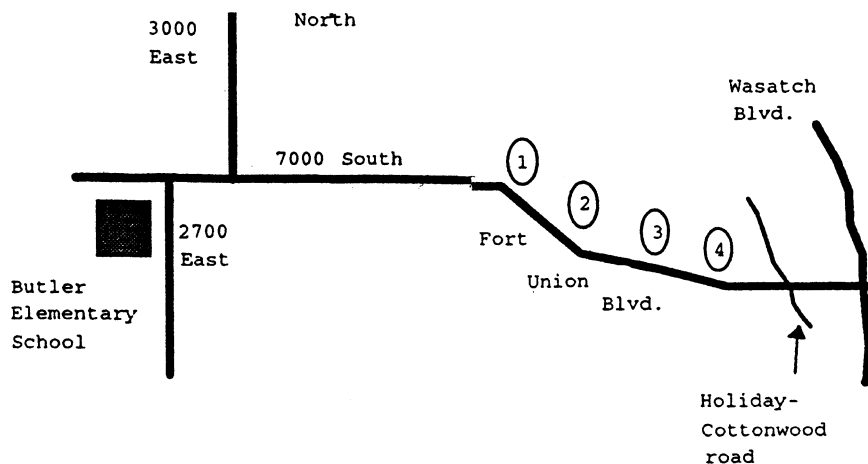 3000
East
North
Wasatch
Blvd.
7000 South
1
2
3
4
2700
East
Fort
Union
Blvd.
Butler
Elementary
School
Holiday-
Cottonwood
road